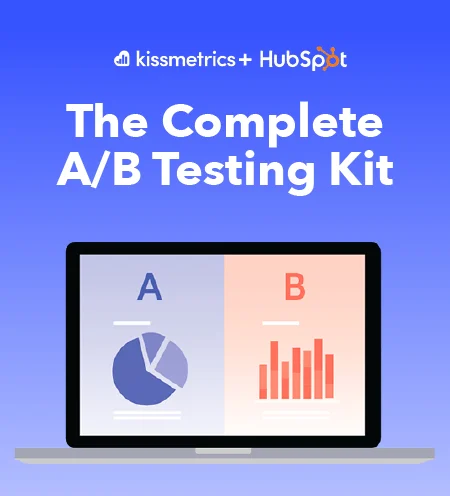 kissmetrics + HubSpot
The Complete
A/B Testing Kit
A B